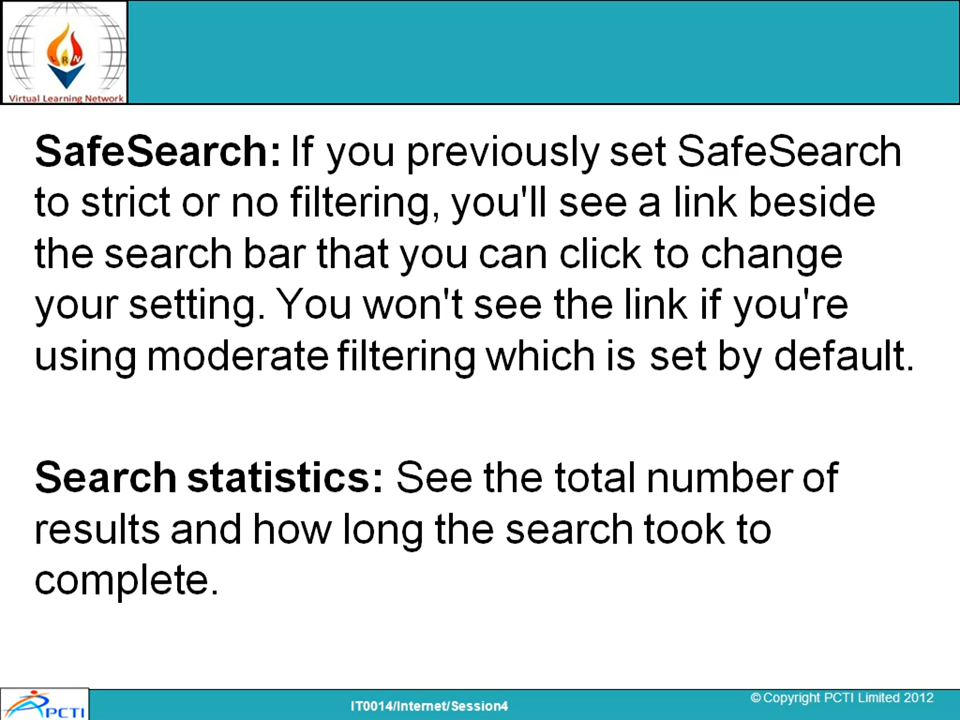 VRN
Virtual Learning Network
SafeSearch: If you previously set SafeSearch
to strict or no filtering, you'll see a link beside
the search bar that you can click to change
your setting. You won't see the link if you're
using moderate filtering which is set by default.
Search statistics: See the total number of
results and how long the search took to
complete.
PCTI
IT0014/Internet/Session4
© Copyright PCTI Limited 2012